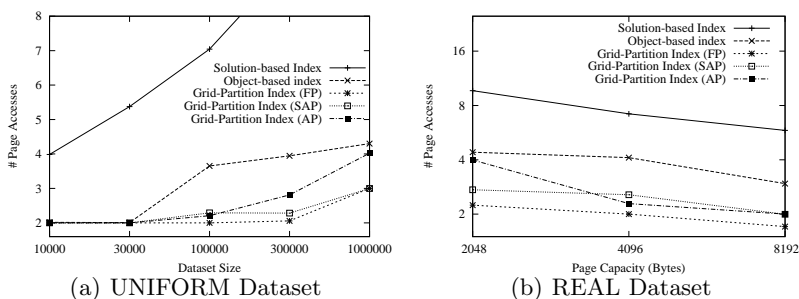 8
7
6
5
4
3
2
# Page Accesses
Solution-based Index
Object-based index
Grid-Partition Index (FP)
Grid-Partition Index (SAP)
Grid-Partition Index (AP)
10000
30000
100000
300000
1000000
Dataset Size
(a) UNIFORM Dataset
16
8
4
2
# Page Accesses
Solution-based Index
Object-based index
Grid-Partition Index (FP)
Grid-Partition Index (SAP)
Grid-Partition Index (AP)
2048
4096
8192
Page Capacity (Bytes)
(b) REAL Dataset